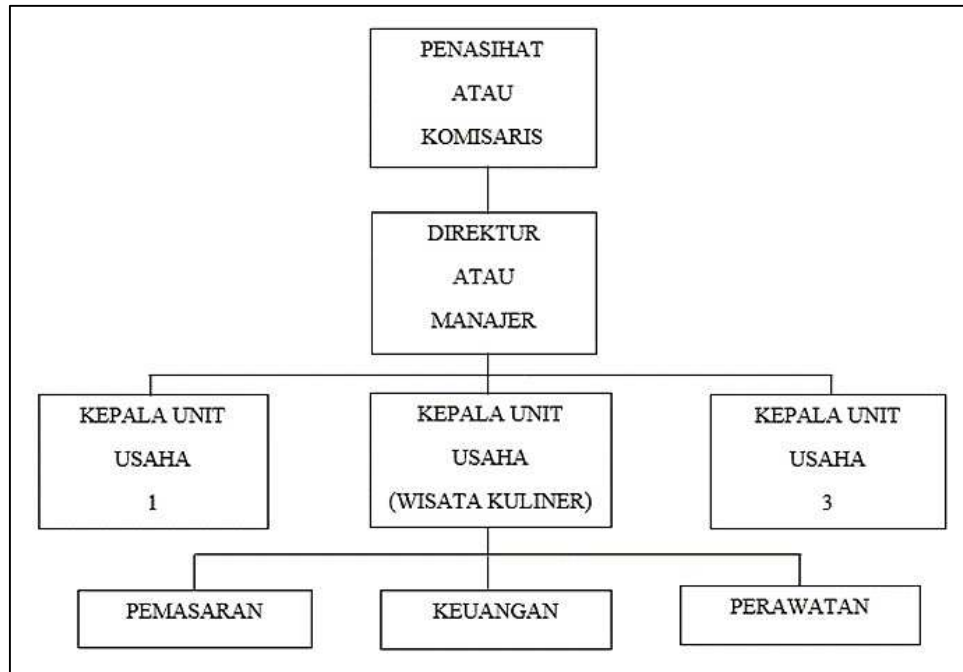 PENASIHAT
ATAU
KOMISARIS
DIREKTUR
ATAU
MANAJER
KEPALA UNIT
USAHA
1
KEPALA UNIT
USAHA
(WISATA KULINER)
KEPALA UNIT
USAHA
3
PEMASARAN
KEUANGAN
PERAWATAN